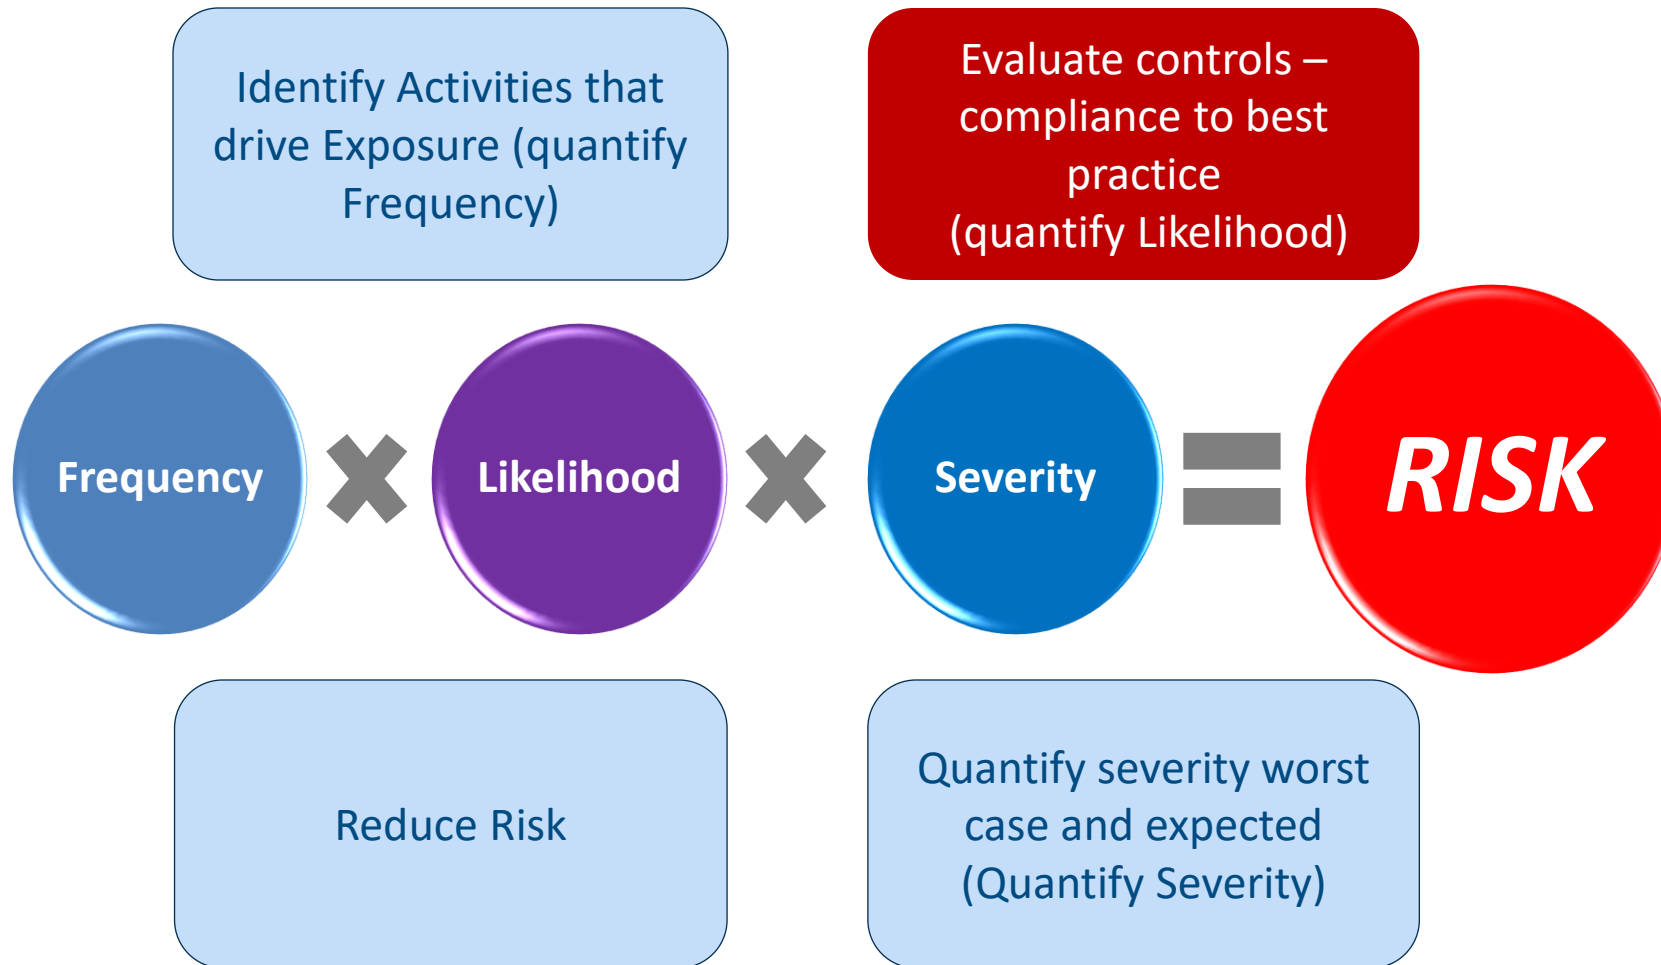 Identify Activities that
drive Exposure (quantify
Frequency)
Evaluate controls –
compliance to best
practice
(quantify Likelihood)
Frequency
Likelihood
Severity
RISK
Reduce Risk
Quantify severity worst
case and expected
(Quantify Severity)